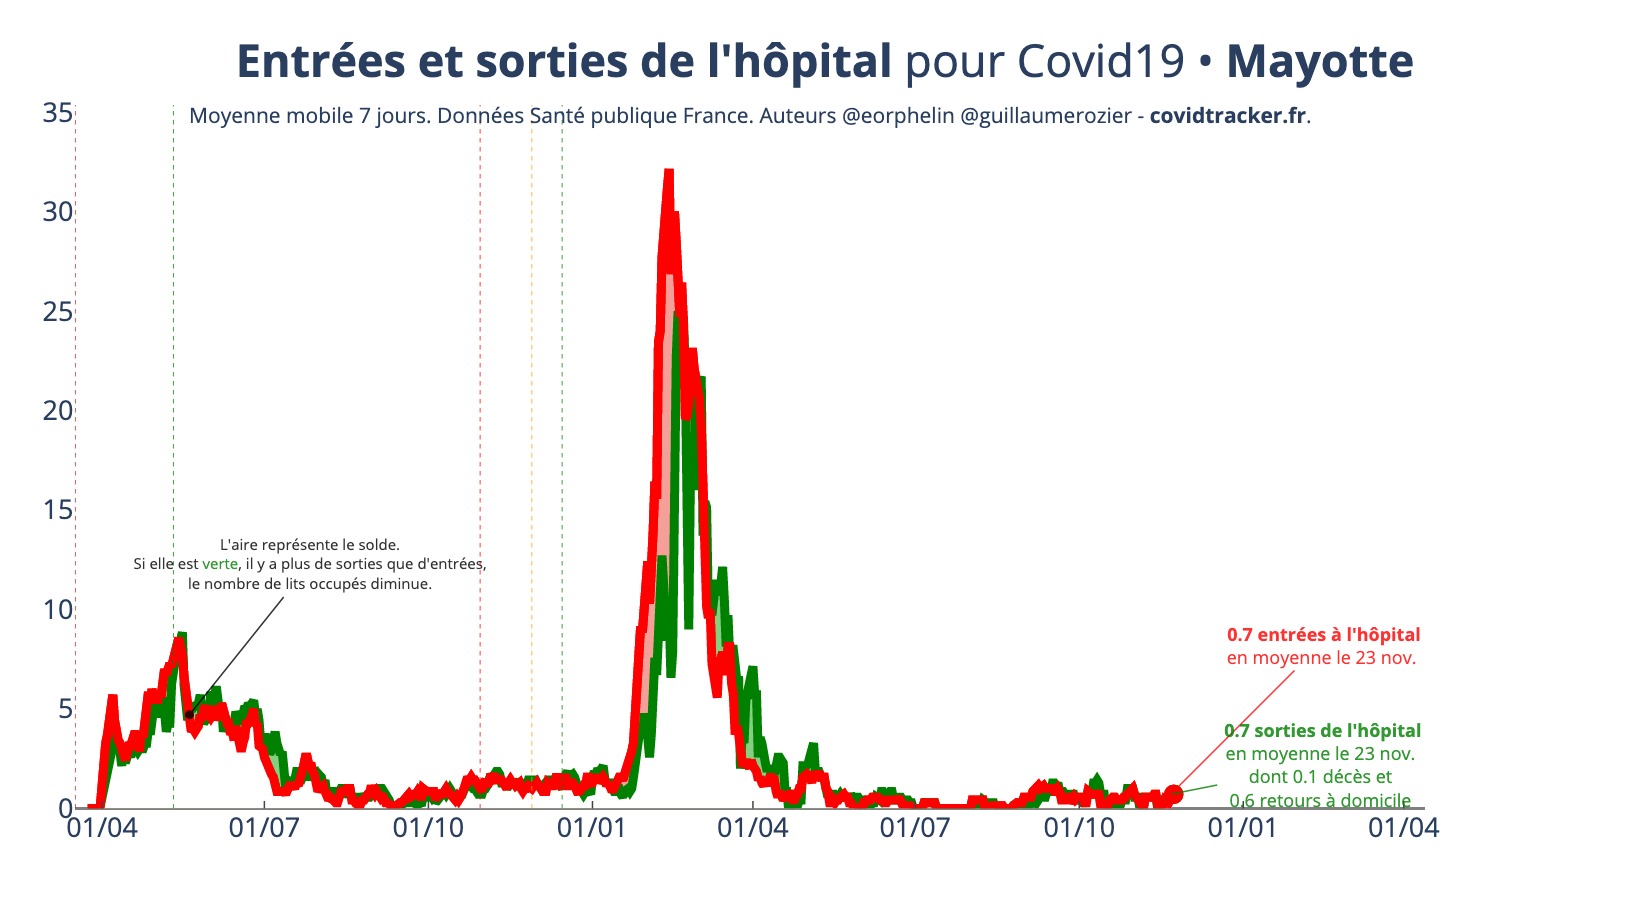 Entrées et sorties de l'hôpital pour Covid19 • Mayotte
Moyenne mobile 7 jours. Données Santé publique France. Auteurs @eorphelin @guillaumerozier - covidtracker.fr.
35
30
25
20
15
10
5
0
L'aire représente le solde.
Si elle est verte, il y a plus de sorties que d'entrées,
le nombre de lits occupés diminue.
0.7 entrées à l'hôpital
en moyenne le 23 nov.
0.7 sorties de l'hôpital
en moyenne le 23 nov.
dont 0.1 décès et
0.6 retours à domicile
01/04 01/07 01/10 01/01 01/04 01/07 01/10 01/01 01/04